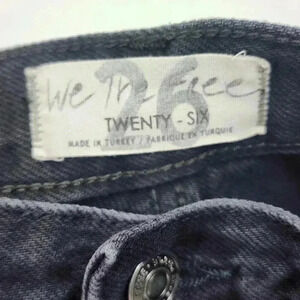 We The Free
26
TWENTY - SIX
MADE IN TURKEY / FABRIQUÉ EN TURQUIE